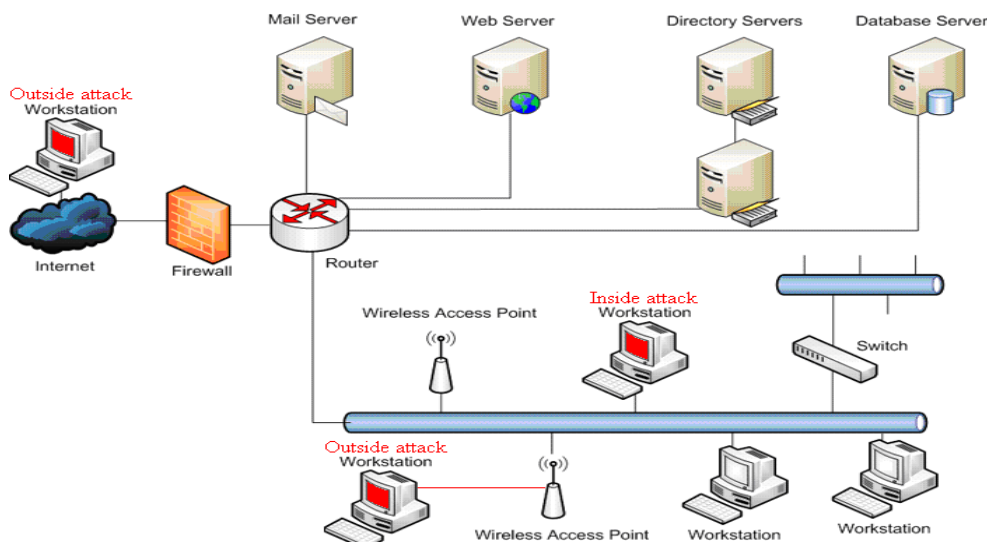 Mail Server
Web Server
Directory Servers
Database Server
Outside attack
Workstation
Internet
Firewall
Router
Wireless Access Point
Inside attack
Workstation
Switch
Outside attack
Workstation
Wireless Access Point
Workstation
Workstation